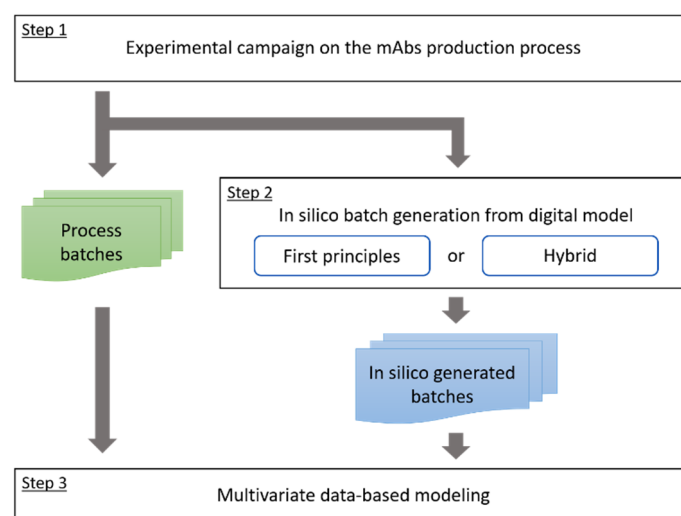 Step 1
Experimental campaign on the mAbs production process
Process
batches
Step 2
In silico batch generation from digital model
First principles or Hybrid
In silico generated
batches
Step 3
Multivariate data-based modeling